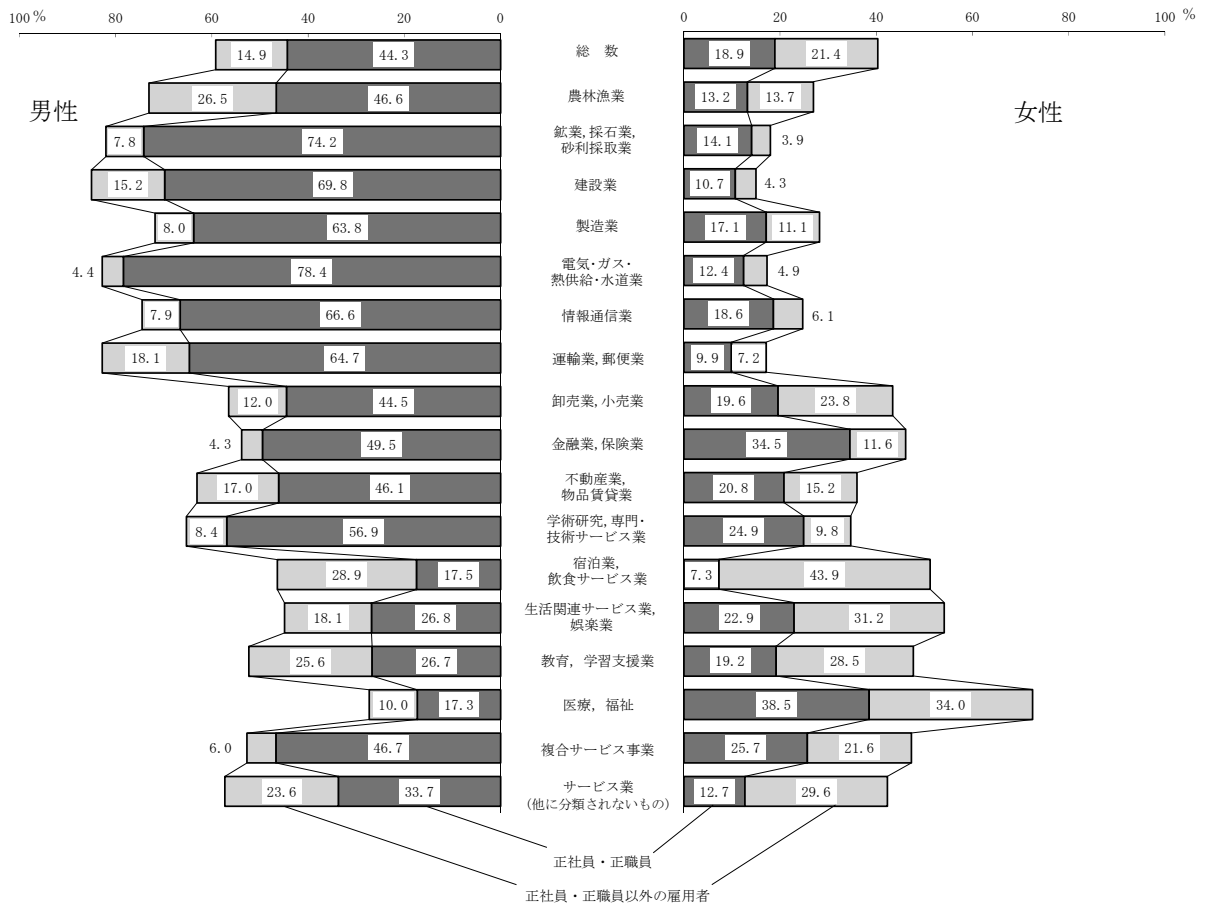 100 % 80 60 40 20 0 0 20 40 60 80 100 %
男性 女性
14.9 44.3 総 数 18.9 21.4
26.5 46.6 農林漁業 13.2 13.7
7.8 74.2 鉱業,採石業, 14.1 3.9
砂利採取業
15.2 69.8 建設業 10.7 4.3
8.0 63.8 製造業 17.1 11.1
4.4 78.4 電気・ガス・ 12.4 4.9
熱供給・水道業
7.9 66.6 情報通信業 18.6 6.1
18.1 64.7 運輸業,郵便業 9.9 7.2
12.0 44.5 卸売業,小売業 19.6 23.8
4.3 49.5 金融業,保険業 34.5 11.6
17.0 46.1 不動産業, 20.8 15.2
物品賃貸業
8.4 56.9 学術研究,専門・ 24.9 9.8
技術サービス業
28.9 17.5 宿泊業, 7.3 43.9
飲食サービス業
18.1 26.8 生活関連サービス業, 22.9 31.2
娯楽業
25.6 26.7 教育,学習支援業 19.2 28.5
10.0 17.3 医療,福祉 38.5 34.0
6.0 46.7 複合サービス事業 25.7 21.6
23.6 33.7 サービス業 12.7 29.6
(他に分類されないもの)
正社員・正職員
正社員・正職員以外の雇用者